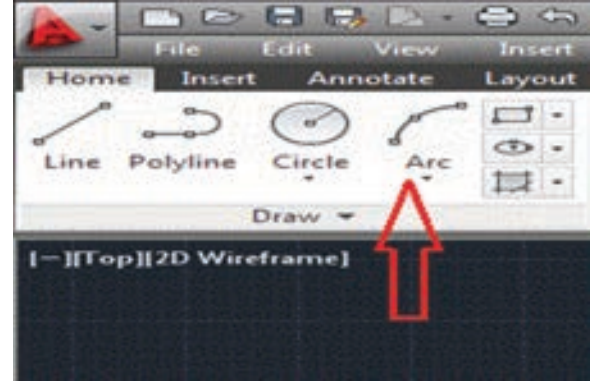 File Edit View Insert
Home Insert Annotate Layout
Line Polyline Circle Arc
Draw
[−][Top][2D Wireframe]